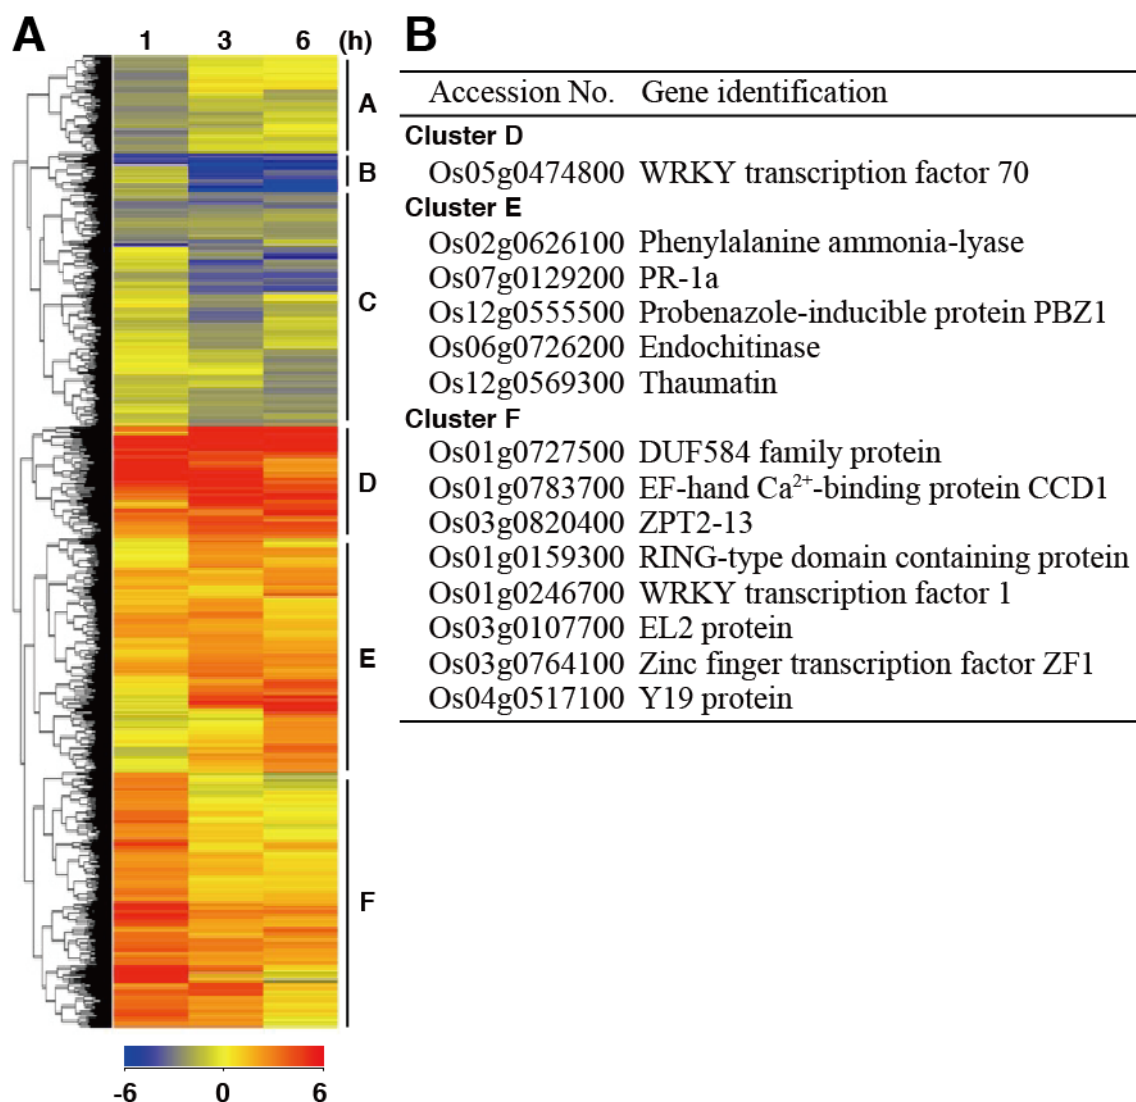 A
1 3 6 (h)
A
B
C
D
E
F
-6 0 6
B
Accession No. Gene identification
Cluster D
Os05g0474800 WRKY transcription factor 70
Cluster E
Os02g0626100 Phenylalanine ammonia-lyase
Os07g0129200 PR-1a
Os12g0555500 Probenazole-inducible protein PBZ1
Os06g0726200 Endochitinase
Os12g0569300 Thaumatin
Cluster F
Os01g0727500 DUF584 family protein
Os01g0783700 EF-hand Ca²⁺-binding protein CCD1
Os03g0820400 ZPT2-13
Os01g0159300 RING-type domain containing protein
Os01g0246700 WRKY transcription factor 1
Os03g0107700 EL2 protein
Os03g0764100 Zinc finger transcription factor ZF1
Os04g0517100 Y19 protein